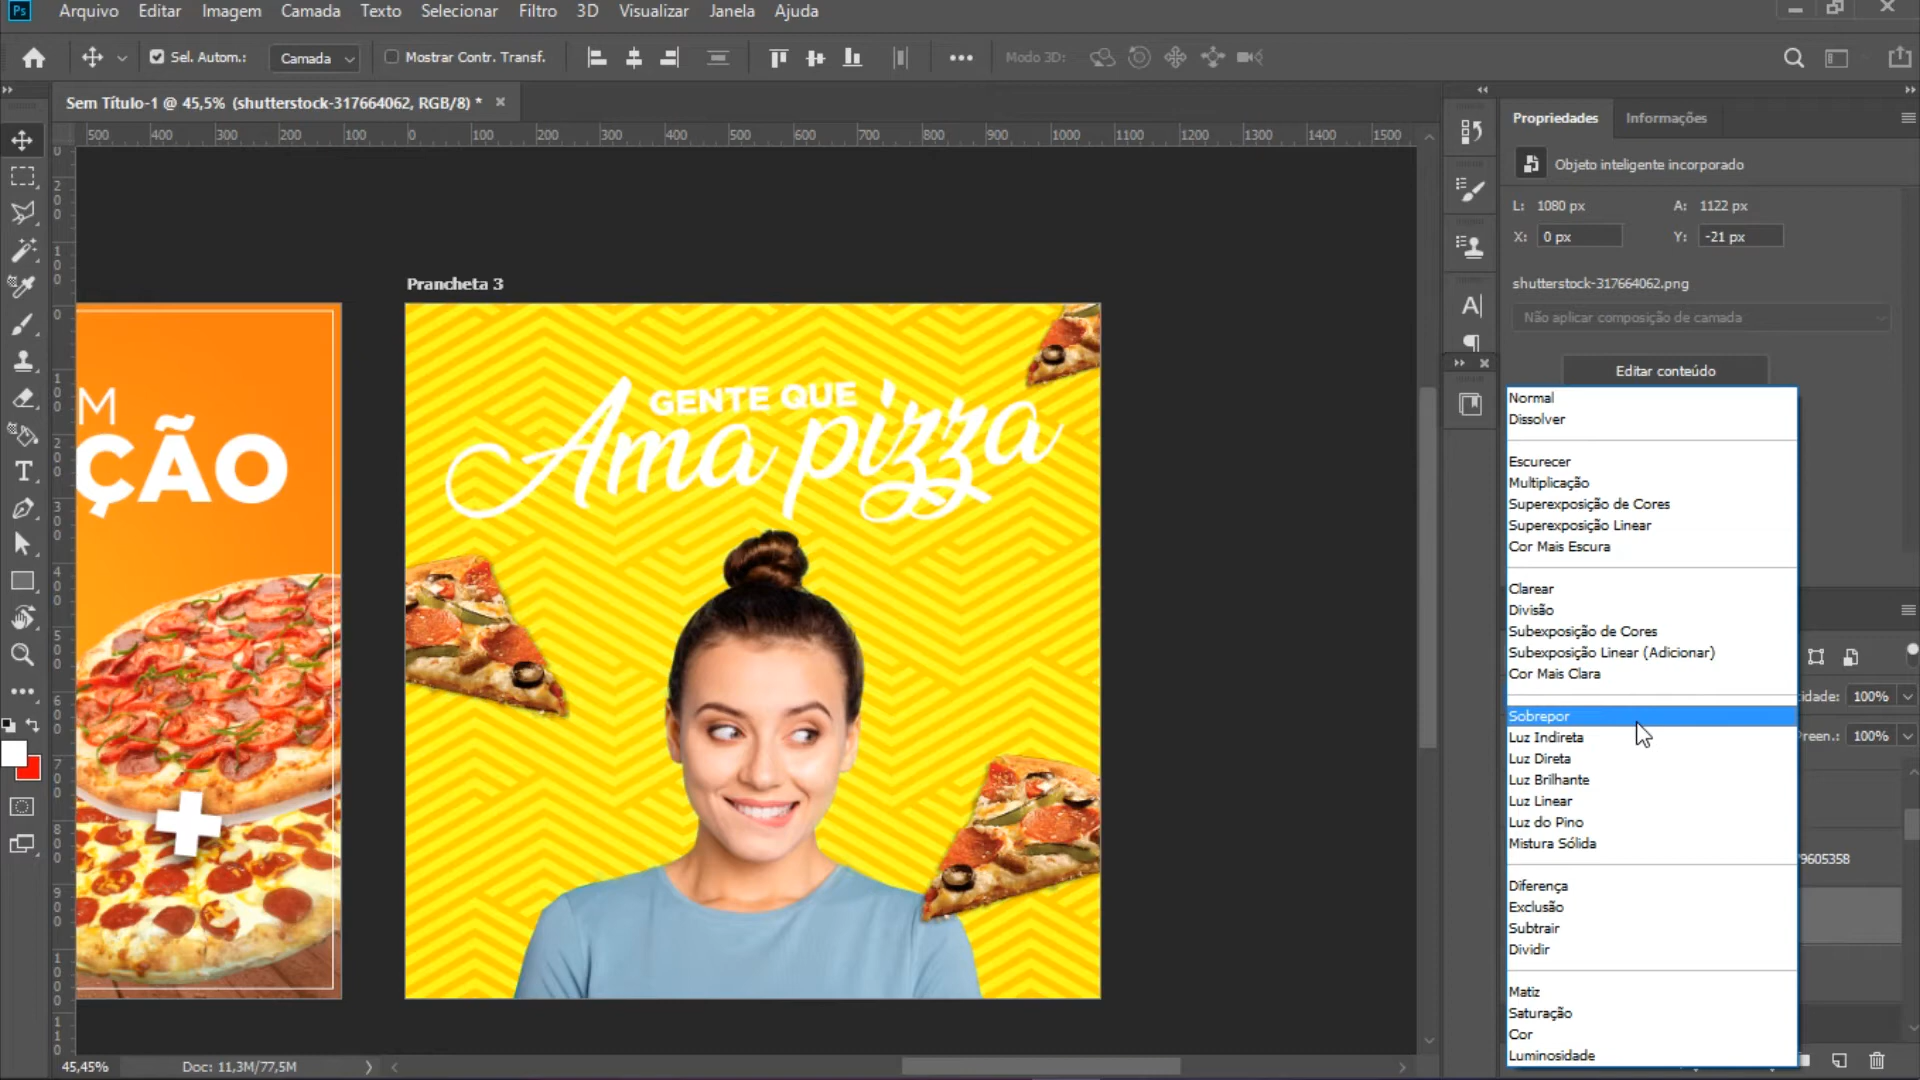 Ps Arquivo Editar Imagem Camada Texto Selecionar Filtro 3D Visualizar Janela Ajuda
Sel. Autom.: Camada Mostrar Contr. Transf. Modo 3D:
Sem Título-1 @ 45,5% (shutterstock-317664062, RGB/8) *
500 400 300 200 100 0 100 200 300 400 500 600 700 800 900 1000 1100 1200 1300 1400 1500
Prancheta 3
M
ÇÃO
GENTE QUE
Ama pizza
Propriedades Informações
Objeto inteligente incorporado
L: 1080 px A: 1122 px
X: 0 px Y: -21 px
shutterstock-317664062.png
Não aplicar composição de camada
Editar conteúdo
Normal
Dissolver
Escurecer
Multiplicação
Superexposição de Cores
Superexposição Linear
Cor Mais Escura
Clarear
Divisão
Subexposição de Cores
Subexposição Linear (Adicionar)
Cor Mais Clara
Sobrepor
Luz Indireta
Luz Direta
Luz Brilhante
Luz Linear
Luz do Pino
Mistura Sólida
Diferença
Exclusão
Subtrair
Dividir
Matiz
Saturação
Cor
Luminosidade
cidade: 100%
Preen.: 100%
9605358
45,45% Doc: 11,3M/77,5M